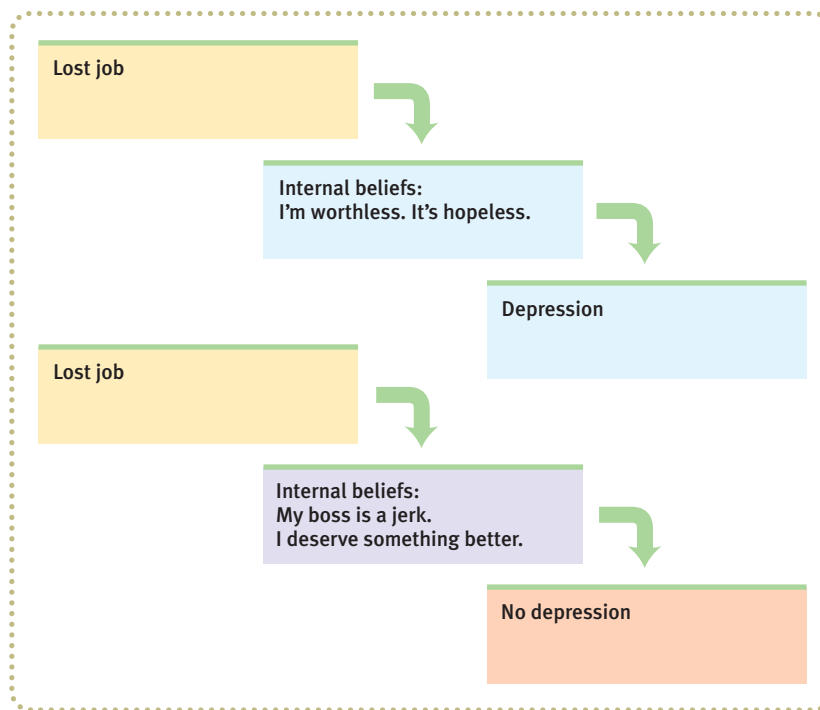 Lost job
Internal beliefs:
I’m worthless. It’s hopeless.
Depression
Lost job
Internal beliefs:
My boss is a jerk.
I deserve something better.
No depression